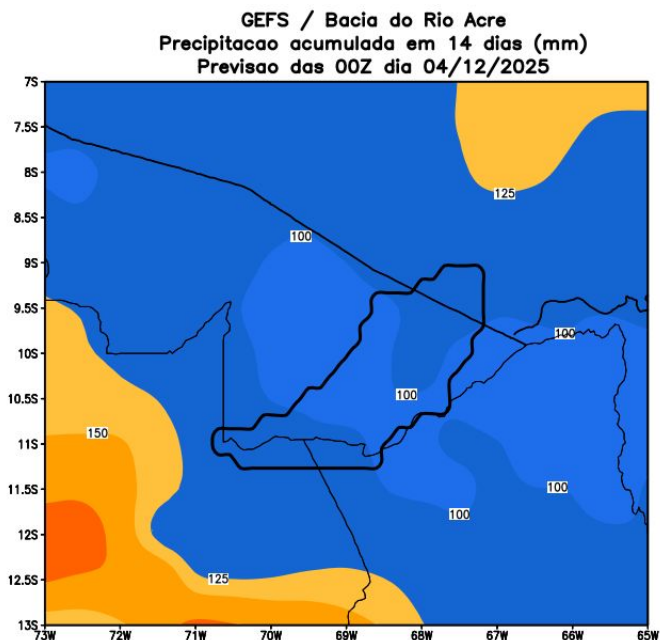 GEFS / Bacia do Rio Acre
Precipitacao acumulada em 14 dias (mm)
Previsao das 00Z dia 04/12/2025
7S
7.5S
8S
125
8.5S
100
9S
9.5S
100
10S
10.5S
100
150
11S
11.5S
100
100
12S
12.5S
125
13S
73W 72W 71W 70W 69W 68W 67W 66W 65W